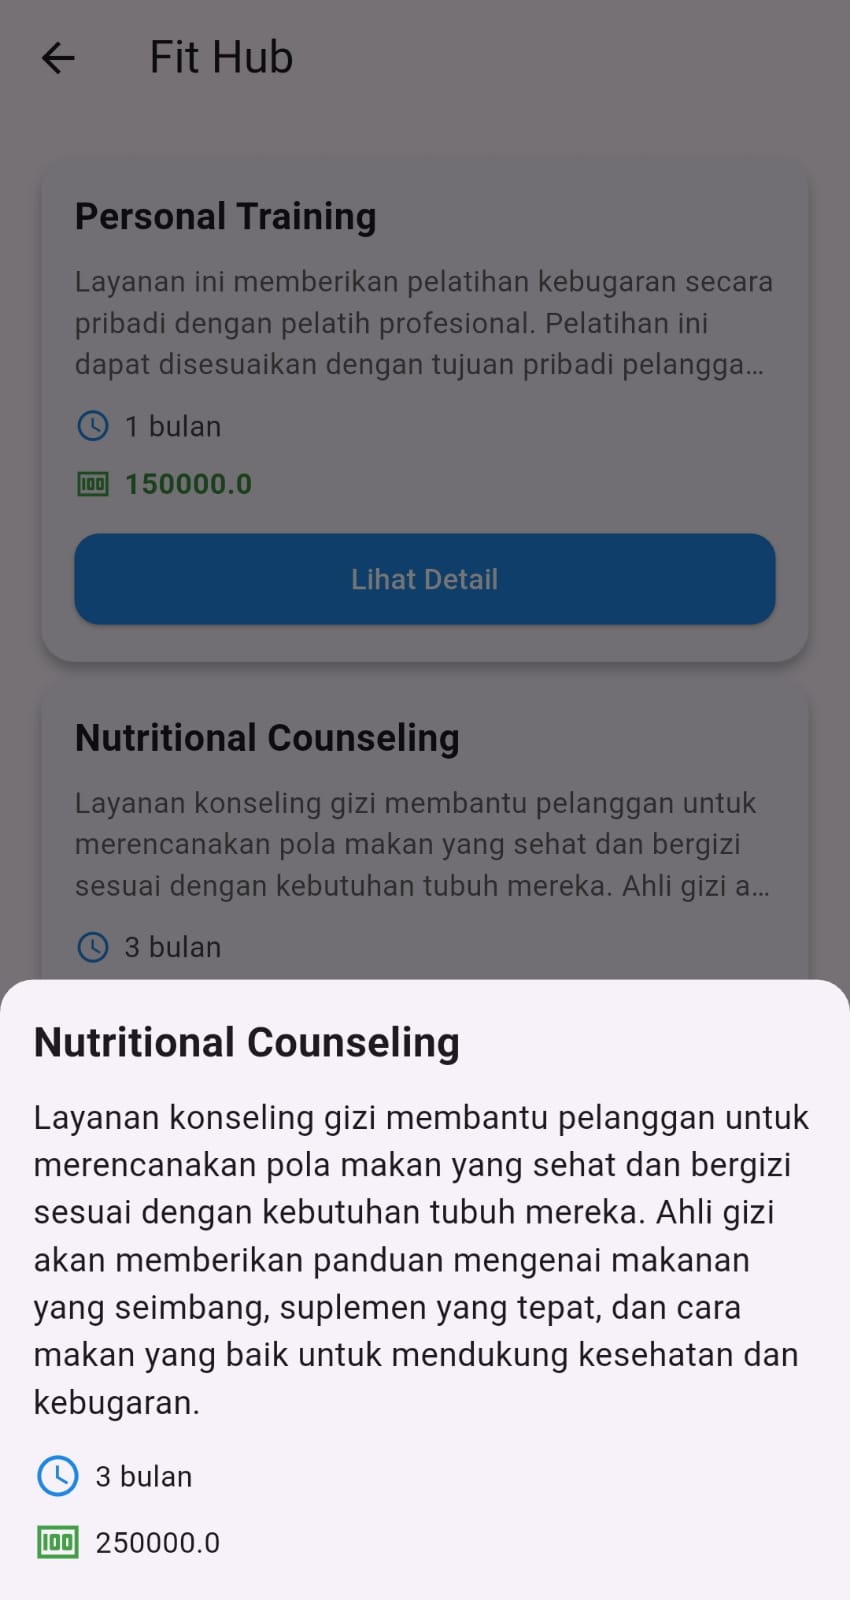 Fit Hub
Personal Training
Layanan ini memberikan pelatihan kebugaran secara
pribadi dengan pelatih profesional. Pelatihan ini
dapat disesuaikan dengan tujuan pribadi pelangga...
1 bulan
100 150000.0
Lihat Detail
Nutritional Counseling
Layanan konseling gizi membantu pelanggan untuk
merencanakan pola makan yang sehat dan bergizi
sesuai dengan kebutuhan tubuh mereka. Ahli gizi a...
3 bulan
Nutritional Counseling
Layanan konseling gizi membantu pelanggan untuk
merencanakan pola makan yang sehat dan bergizi
sesuai dengan kebutuhan tubuh mereka. Ahli gizi
akan memberikan panduan mengenai makanan
yang seimbang, suplemen yang tepat, dan cara
makan yang baik untuk mendukung kesehatan dan
kebugaran.
3 bulan
100 250000.0